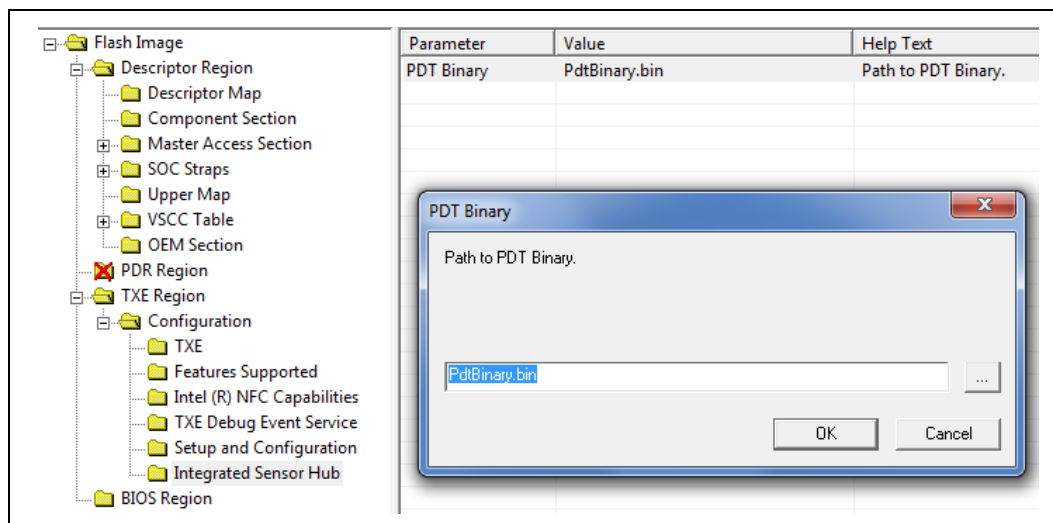 Flash Image
Descriptor Region
Descriptor Map
Component Section
Master Access Section
SOC Straps
Upper Map
VSCC Table
OEM Section
PDR Region
TXE Region
Configuration
TXE
Features Supported
Intel (R) NFC Capabilities
TXE Debug Event Service
Setup and Configuration
Integrated Sensor Hub
BIOS Region
Parameter Value Help Text
PDT Binary PdtBinary.bin Path to PDT Binary.
PDT Binary
Path to PDT Binary.
PdtBinary.bin ...
OK Cancel